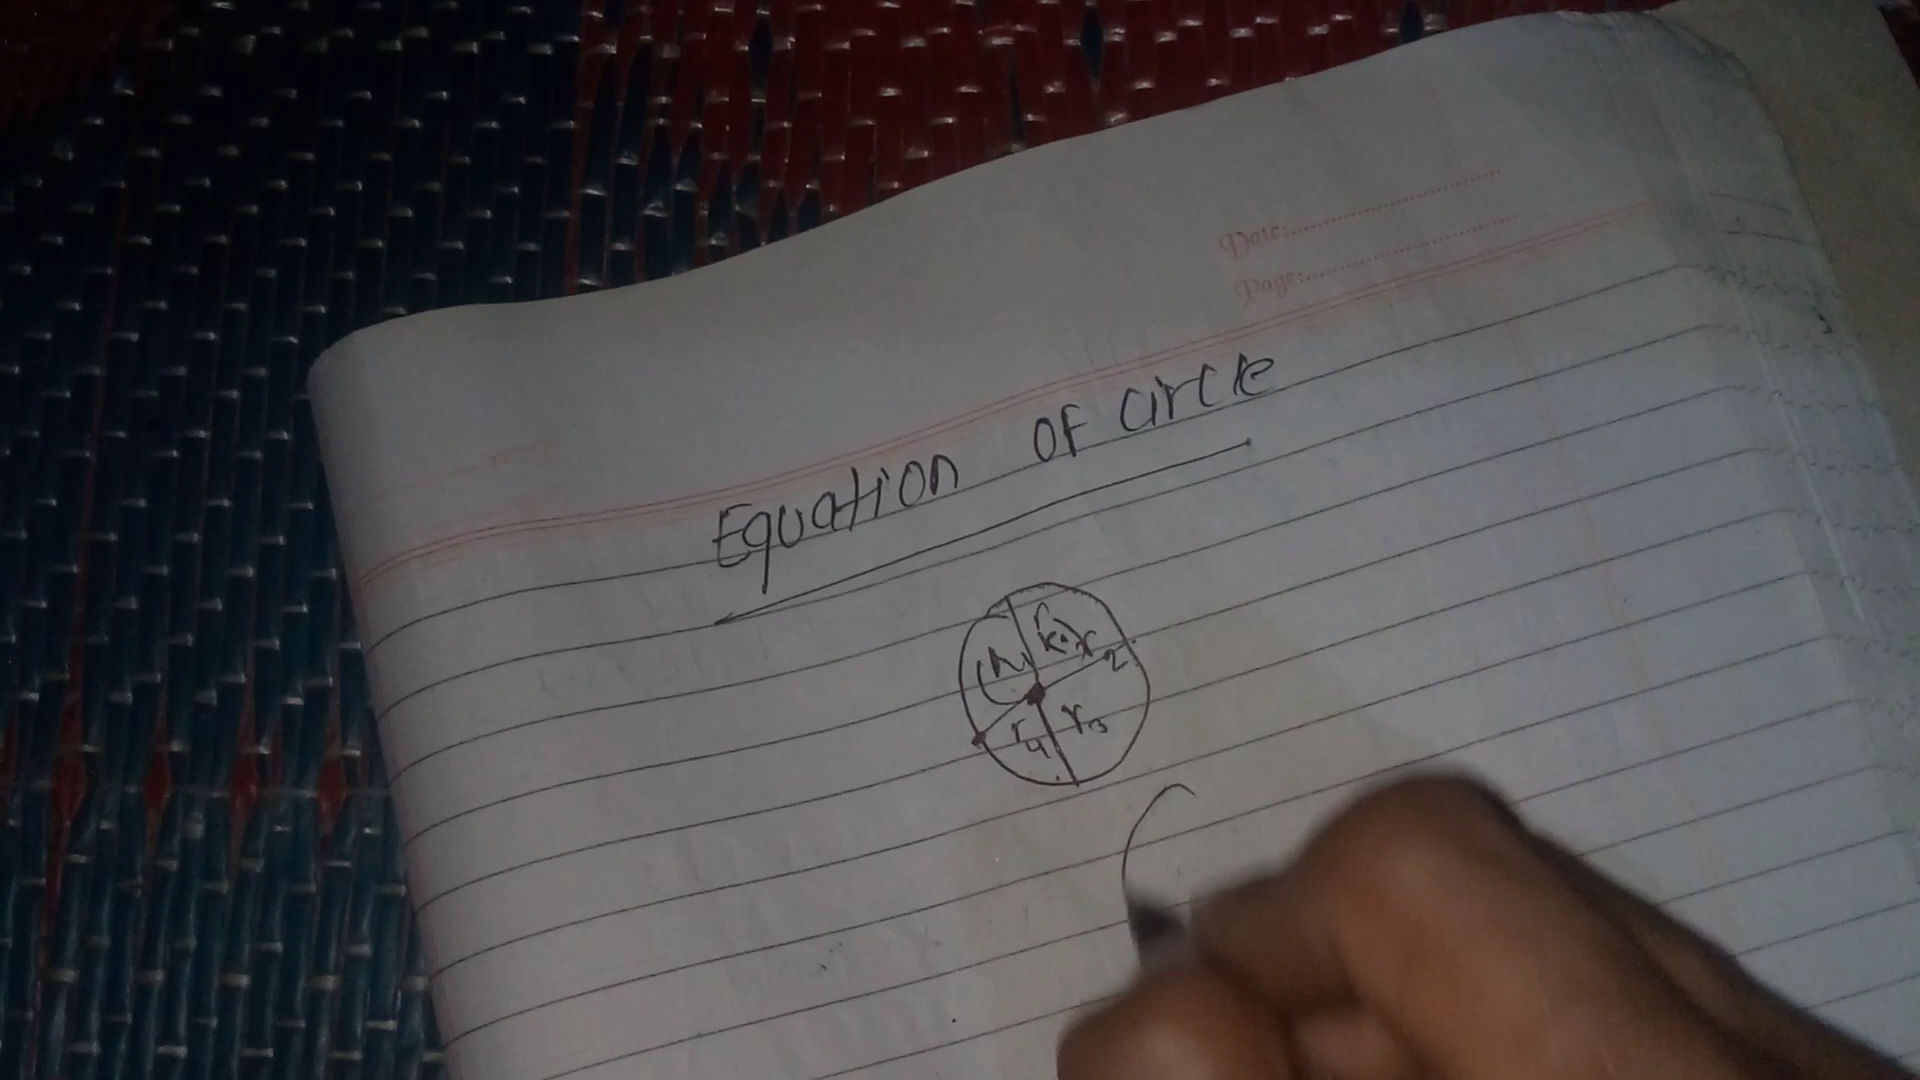 Date:
Page:
Equation OF circle
(h, k)
r2
r4
r3